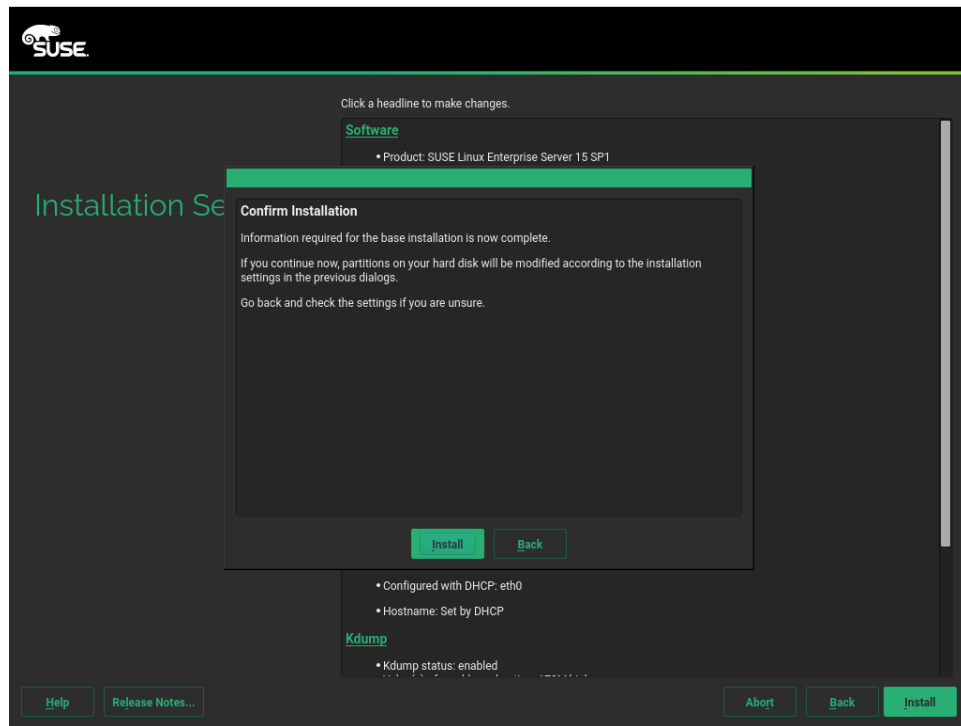 SUSE.
Click a headline to make changes.
Software
• Product: SUSE Linux Enterprise Server 15 SP1
Installation Se
Confirm Installation
Information required for the base installation is now complete.
If you continue now, partitions on your hard disk will be modified according to the installation
settings in the previous dialogs.
Go back and check the settings if you are unsure.
Install
Back
• Configured with DHCP: eth0
• Hostname: Set by DHCP
Kdump
• Kdump status: enabled
Help
Release Notes...
Abort
Back
Install